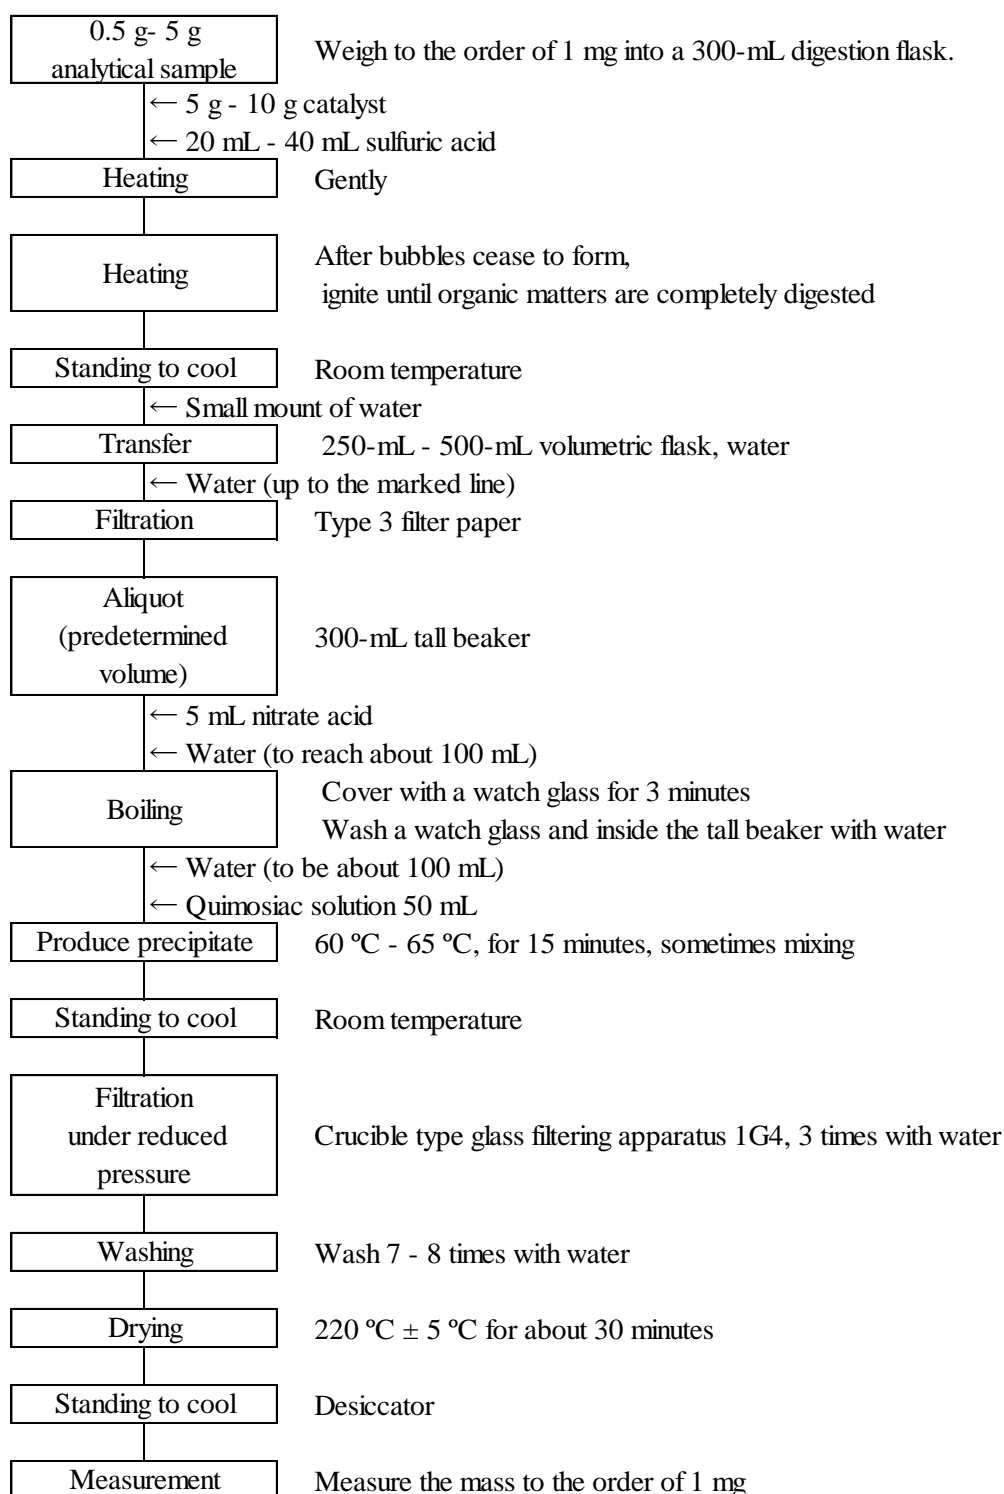 0.5 g- 5 g
analytical sample
Weigh to the order of 1 mg into a 300-mL digestion flask.
← 5 g - 10 g catalyst
← 20 mL - 40 mL sulfuric acid
Heating
Gently
Heating
After bubbles cease to form,
ignite until organic matters are completely digested
Standing to cool
Room temperature
← Small mount of water
Transfer
250-mL - 500-mL volumetric flask, water
← Water (up to the marked line)
Filtration
Type 3 filter paper
Aliquot
(predetermined
volume)
300-mL tall beaker
← 5 mL nitrate acid
← Water (to reach about 100 mL)
Boiling
Cover with a watch glass for 3 minutes
Wash a watch glass and inside the tall beaker with water
← Water (to be about 100 mL)
← Quimosiac solution 50 mL
Produce precipitate
60 ºC - 65 ºC, for 15 minutes, sometimes mixing
Standing to cool
Room temperature
Filtration
under reduced
pressure
Crucible type glass filtering apparatus 1G4, 3 times with water
Washing
Wash 7 - 8 times with water
Drying
220 ºC ± 5 ºC for about 30 minutes
Standing to cool
Desiccator
Measurement
Measure the mass to the order of 1 mg